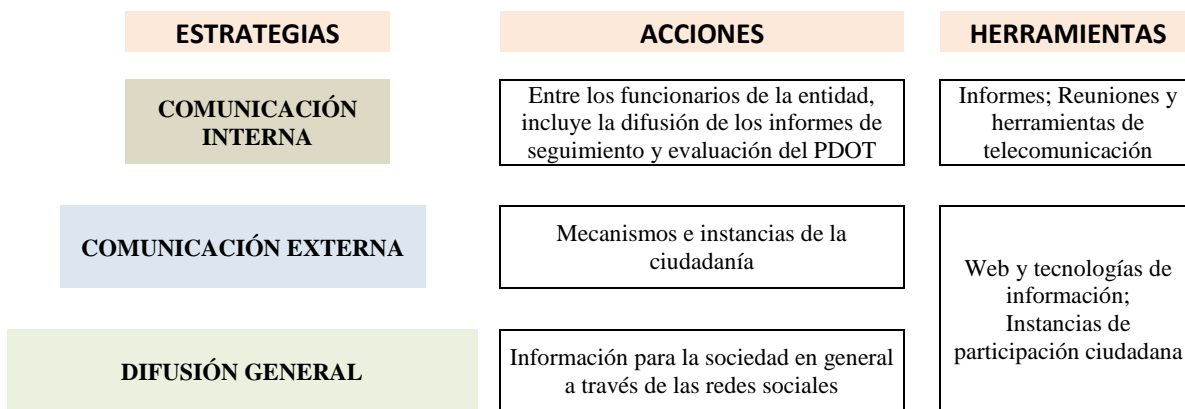 ESTRATEGIAS
ACCIONES
HERRAMIENTAS
COMUNICACIÓN
INTERNA
Entre los funcionarios de la entidad,
incluye la difusión de los informes de
seguimiento y evaluación del PDOT
Informes; Reuniones y
herramientas de
telecomunicación
COMUNICACIÓN EXTERNA
Mecanismos e instancias de la
ciudadanía
Web y tecnologías de
información;
Instancias de
participación ciudadana
DIFUSIÓN GENERAL
Información para la sociedad en general
a través de las redes sociales